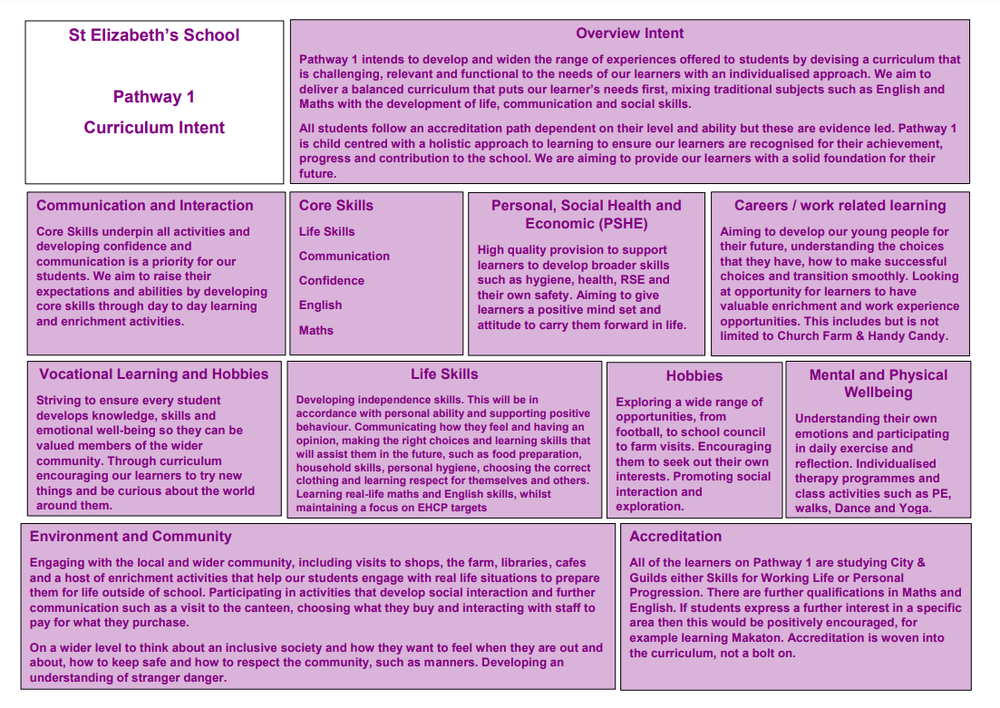 St Elizabeth's School
Pathway 1
Curriculum Intent
Overview Intent
Pathway 1 intends to develop and widen the range of experiences offered to students by devising a curriculum that
is challenging, relevant and functional to the needs of our learners with an individualised approach. We aim to
deliver a balanced curriculum that puts our learner's needs first, mixing traditional subjects such as English and
Maths with the development of life, communication and social skills.
All students follow an accreditation path dependent on their level and ability but these are evidence led. Pathway 1
is child centred with a holistic approach to learning to ensure our learners are recognised for their achievement,
progress and contribution to the school. We are aiming to provide our learners with a solid foundation for their
future.
Communication and Interaction
Core Skills underpin all activities and
developing confidence and
communication is a priority for our
students. We aim to raise their
expectations and abilities by developing
core skills through day to day learning
and enrichment activities.
Core Skills
Life Skills
Communication
Confidence
English
Maths
Personal, Social Health and
Economic (PSHE)
High quality provision to support
learners to develop broader skills
such as hygiene, health, RSE and
their own safety. Aiming to give
learners a positive mind set and
attitude to carry them forward in life.
Careers / work related learning
Aiming to develop our young people for
their future, understanding the choices
that they have, how to make successful
choices and transition smoothly. Looking
at opportunity for learners to have
valuable enrichment and work experience
opportunities. This includes but is not
limited to Church Farm & Handy Candy.
Vocational Learning and Hobbies
Striving to ensure every student
develops knowledge, skills and
emotional well-being so they can be
valued members of the wider
community. Through curriculum
encouraging our learners to try new
things and be curious about the world
around them.
Life Skills
Developing independence skills. This will be in
accordance with personal ability and supporting positive
behaviour. Communicating how they feel and having an
opinion, making the right choices and learning skills that
will assist them in the future, such as food preparation,
household skills, personal hygiene, choosing the correct
clothing and learning respect for themselves and others.
Learning real-life maths and English skills, whilst
maintaining a focus on EHCP targets
Hobbies
Exploring a wide range of
opportunities, from
football, to school council
to farm visits. Encouraging
them to seek out their own
interests. Promoting social
interaction and
exploration.
Mental and Physical
Wellbeing
Understanding their own
emotions and participating
in daily exercise and
reflection. Individualised
therapy programmes and
class activities such as PE,
walks, Dance and Yoga.
Environment and Community
Engaging with the local and wider community, including visits to shops, the farm, libraries, cafes
and a host of enrichment activities that help our students engage with real life situations to prepare
them for life outside of school. Participating in activities that develop social interaction and further
communication such as a visit to the canteen, choosing what they buy and interacting with staff to
pay for what they purchase.
On a wider level to think about an inclusive society and how they want to feel when they are out and
about, how to keep safe and how to respect the community, such as manners. Developing an
understanding of stranger danger.
Accreditation
All of the learners on Pathway 1 are studying City &
Guilds either Skills for Working Life or Personal
Progression. There are further qualifications in Maths and
English. If students express a further interest in a specific
area then this would be positively encouraged, for
example learning Makaton. Accreditation is woven into
the curriculum, not a bolt on.